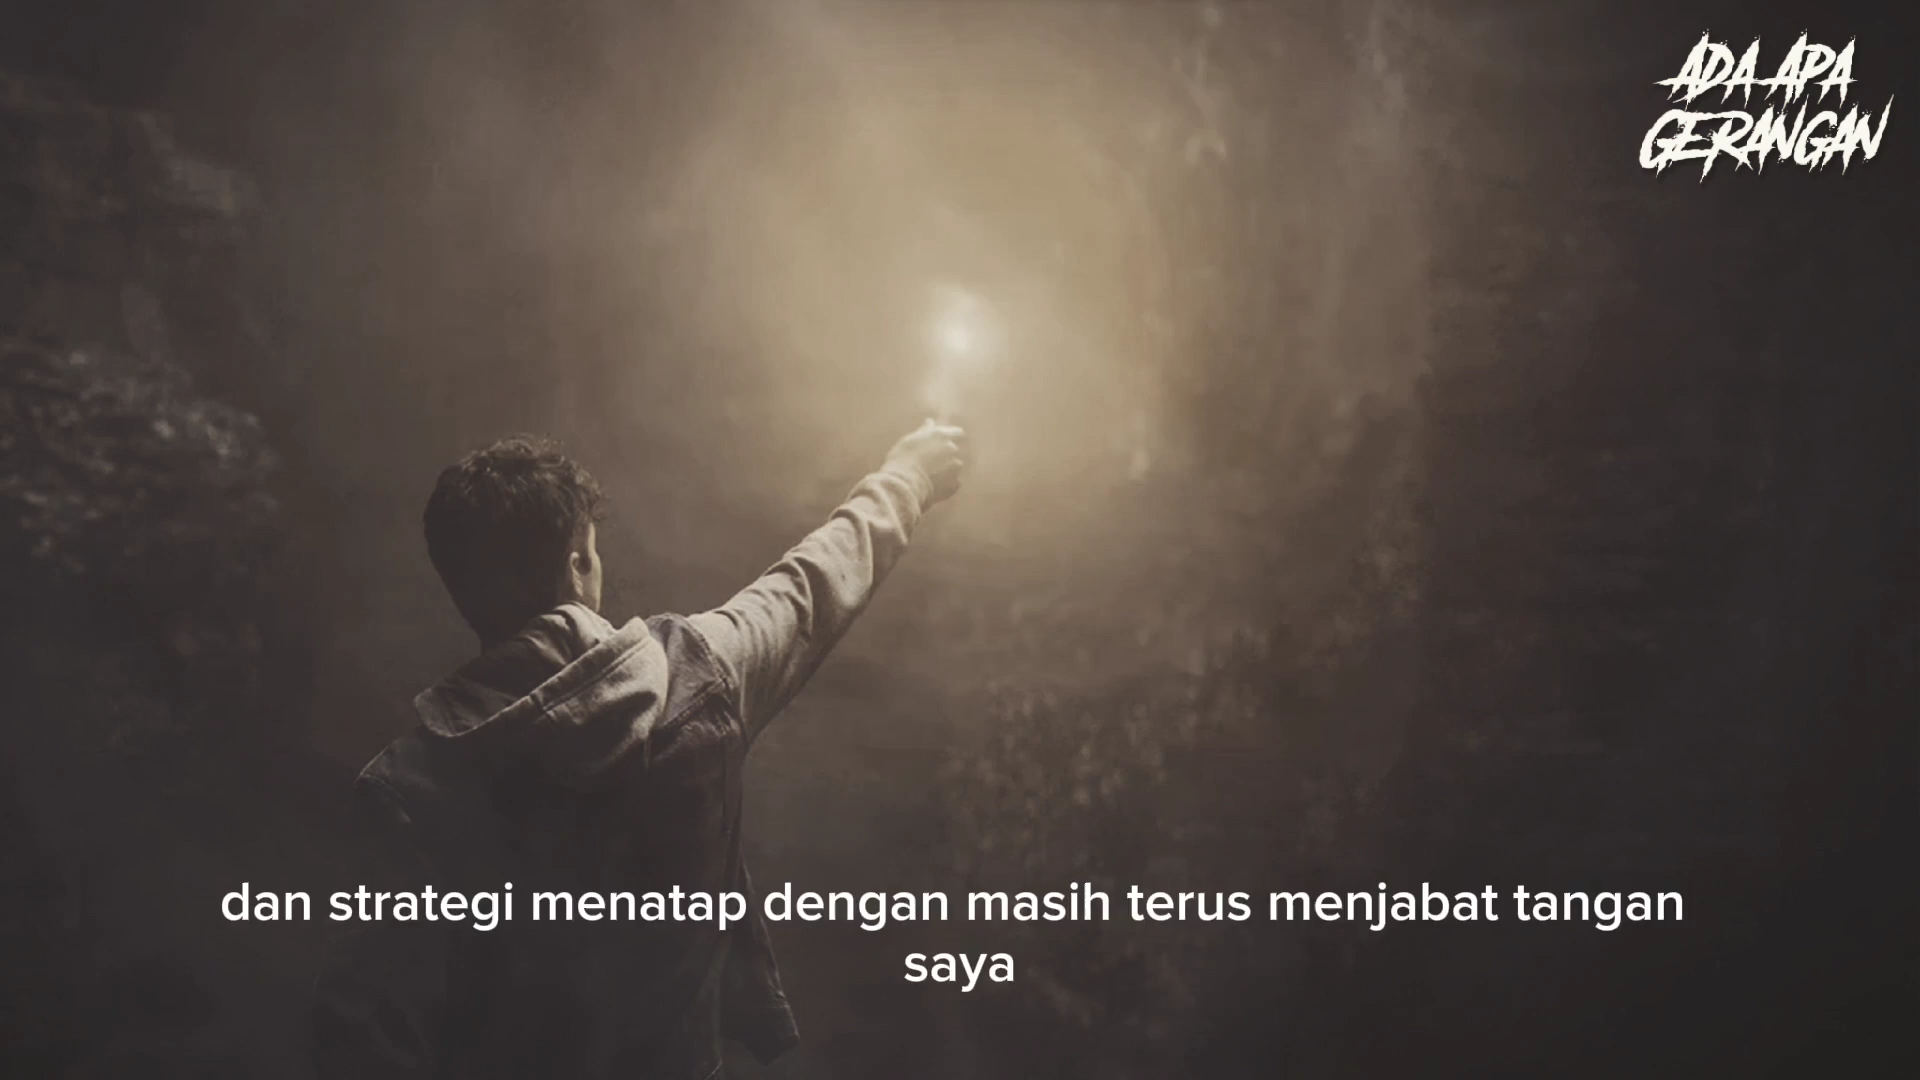 ADA APA
GERANGAN
dan strategi menatap dengan masih terus menjabat tangan
saya